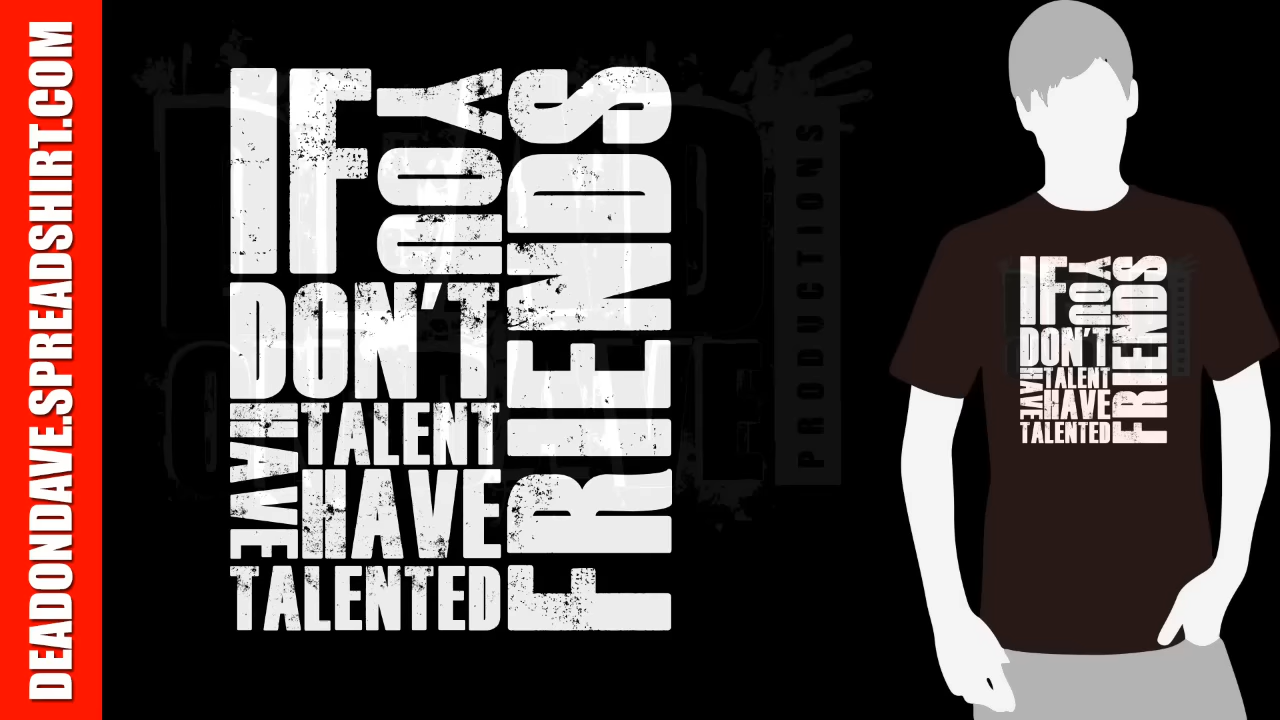 DEADONDAVE.SPREADSHIRT.COM
IF YOU
DON'T
HAVE TALENT
HAVE
TALENTED
FRIENDS
PRODUCTIONS
IF YOU
DON'T
HAVE TALENT
HAVE
TALENTED
FRIENDS